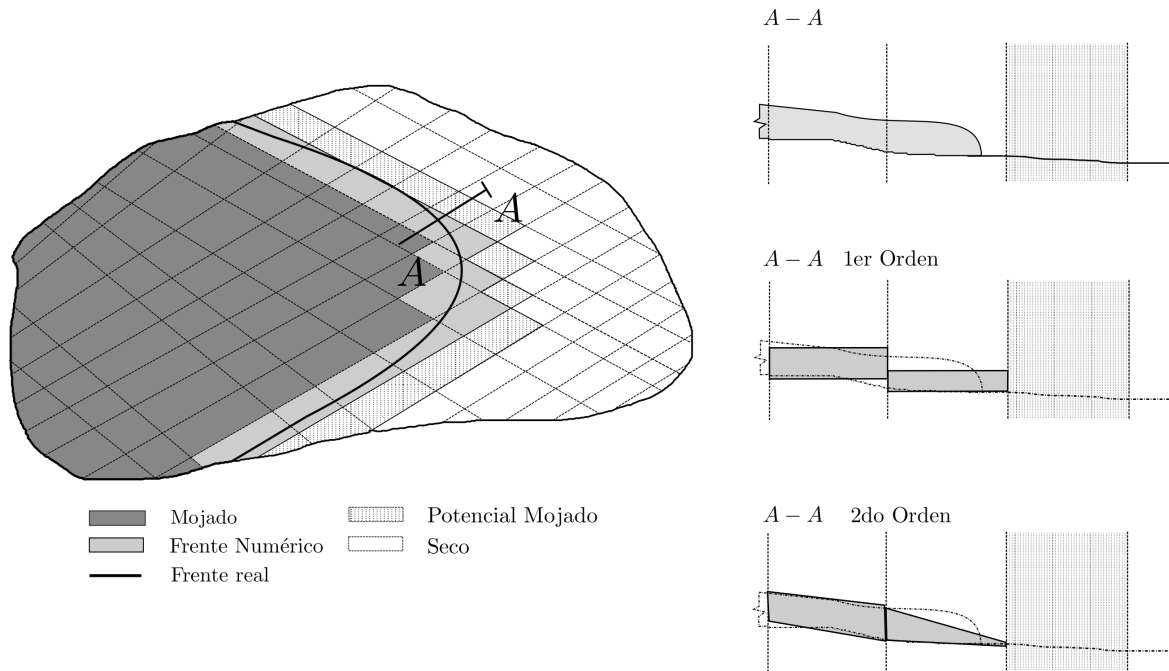 A
A
Mojado
Frente Numérico
Frente real
Potencial Mojado
Seco
A − A
A − A 1er Orden
A − A 2do Orden